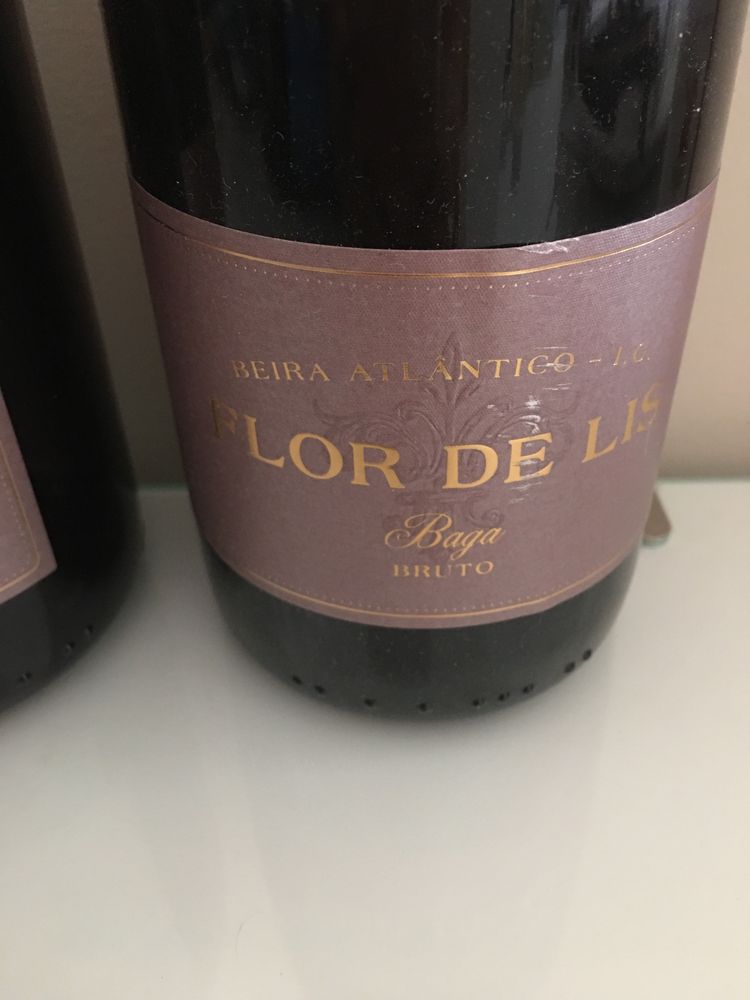 BEIRA ATLÂNTICO - I.G.
FLOR DE LIS
Baga
BRUTO